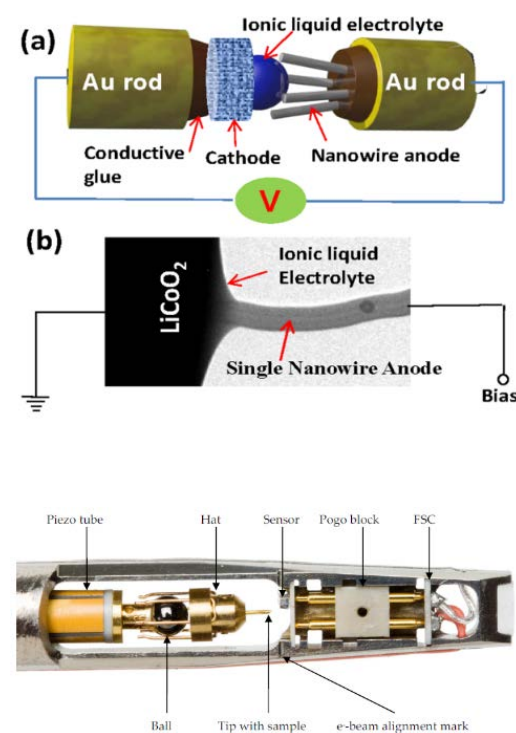 (a)
Ionic liquid electrolyte
Au rod
Au rod
Conductive
glue
Cathode
Nanowire anode
V
(b)
LiCoO2
Ionic liquid
Electrolyte
Single Nanowire Anode
Bias
Piezo tube
Hat
Sensor
Pogo block
FSC
Ball
Tip with sample
e-beam alignment mark